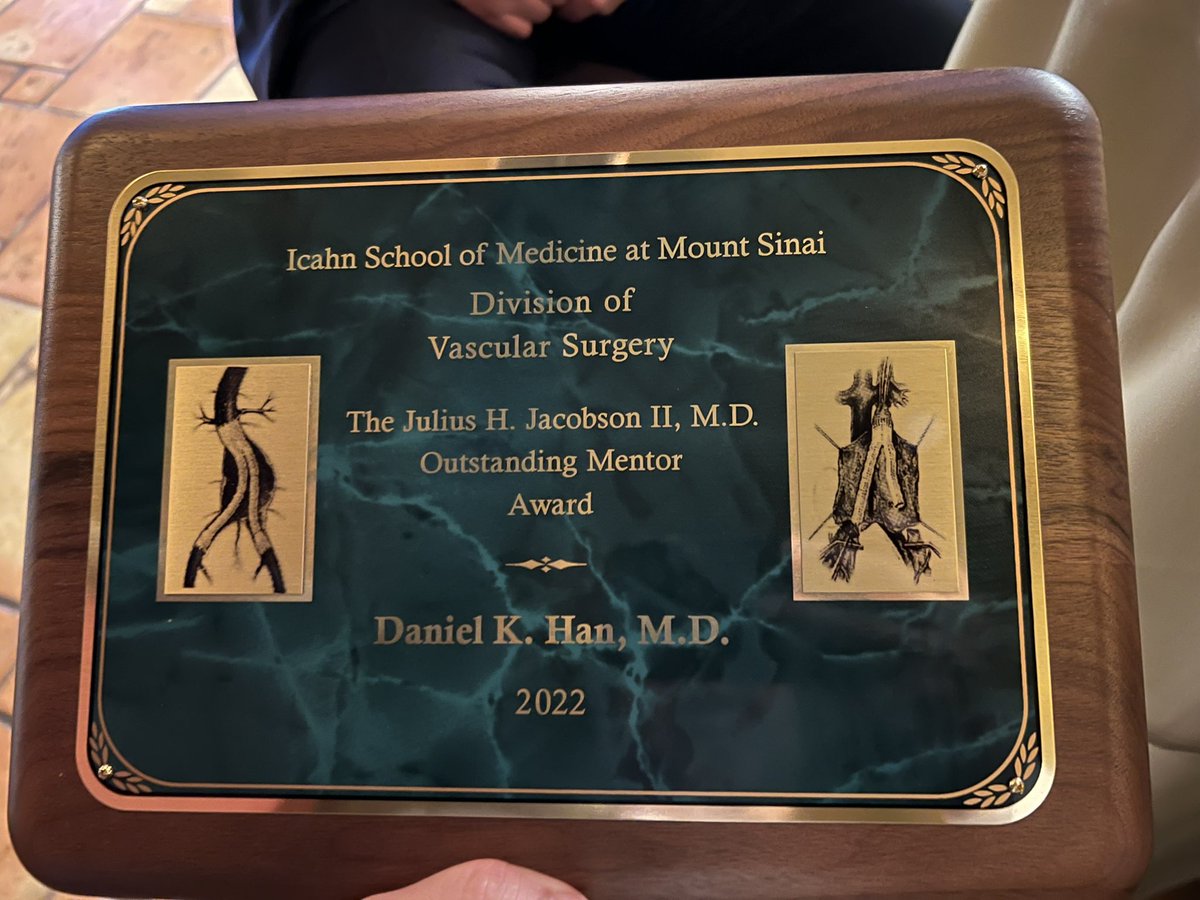 Icahn School of Medicine at Mount Sinai
Division of
Vascular Surgery
The Julius H. Jacobson II, M.D.
Outstanding Mentor
Award
Daniel K. Han, M.D.
2022